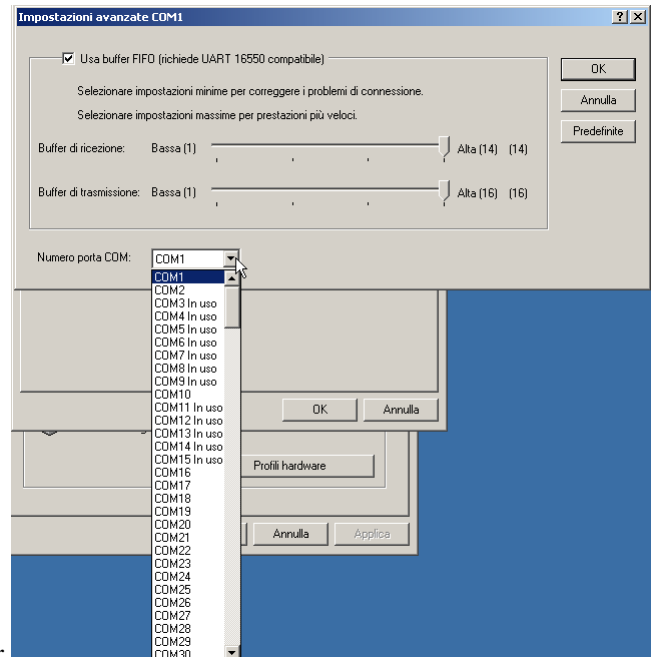 Impostazioni avanzate COM1
Usa buffer FIFO (richiede UART 16550 compatibile)
OK
Selezionare impostazioni minime per correggere i problemi di connessione.
Annulla
Selezionare impostazioni massime per prestazioni più veloci.
Predefinite
Buffer di ricezione: Bassa (1) Alta (14) (14)
Buffer di trasmissione: Bassa (1) Alta (16) (16)
Numero porta COM: COM1
COM1
COM2
COM3 In uso
COM4 In uso
COM5 In uso
COM6 In uso
COM7 In uso
COM8 In uso
COM9 In uso
COM10
COM11 In uso
COM12 In uso
COM13 In uso
COM14 In uso
COM15 In uso
COM16
COM17
COM18
COM19
COM20
COM21
COM22
COM23
COM24
COM25
COM26
COM27
COM28
COM29
COM30
OK Annulla
Profili hardware
Annulla Applica